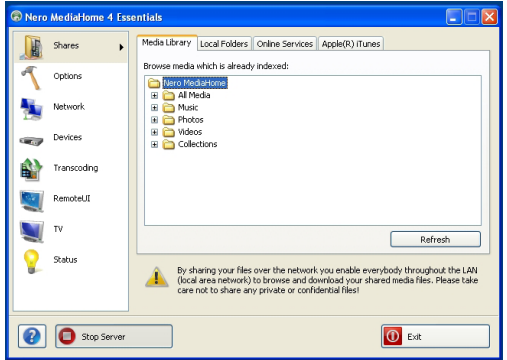 Nero MediaHome 4 Essentials
Shares
Options
Network
Devices
Transcoding
RemoteUI
TV
Status
Media Library Local Folders Online Services Apple(R) iTunes
Browse media which is already indexed:
Nero MediaHome
All Media
Music
Photos
Videos
Collections
Refresh
By sharing your files over the network you enable everybody throughout the LAN
(local area network) to browse and download your shared media files. Please take
care not to share any private or confidential files!
Stop Server
Exit